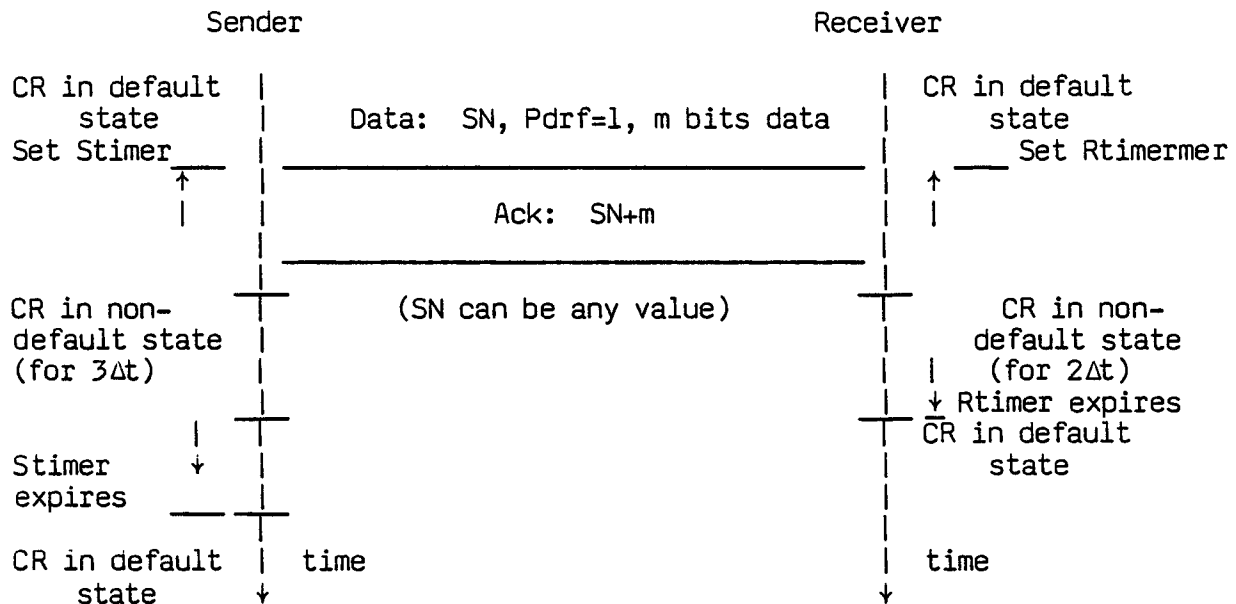 Sender
Receiver
CR in default
state
Set Stimer
Data: SN, Pdrf=1, m bits data
CR in default
state
Set Rtimermer
Ack: SN+m
(SN can be any value)
CR in non-
default state
(for 3Δt)
CR in non-
default state
(for 2Δt)
Rtimer expires
CR in default
state
Stimer
expires
CR in default
state
time
time